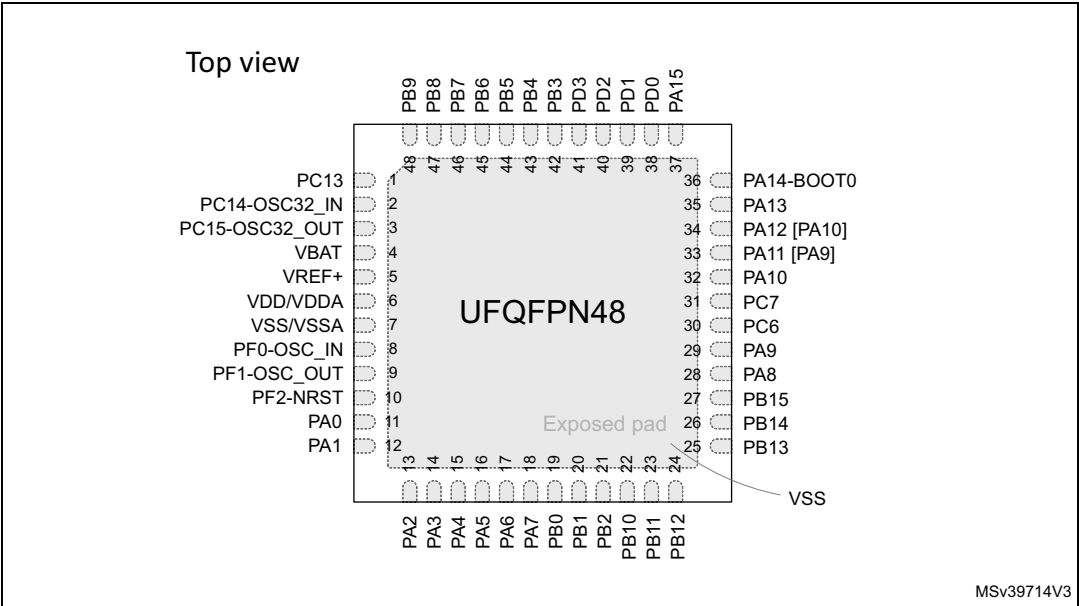 Top view
PB9
PB8
PB7
PB6
PB5
PB4
PB3
PD3
PD2
PD1
PD0
PA15
48
47
46
45
44
43
42
41
40
39
38
37
PC13 1
PC14-OSC32_IN 2
PC15-OSC32_OUT 3
VBAT 4
VREF+ 5
VDD/VDDA 6
VSS/VSSA 7
PF0-OSC_IN 8
PF1-OSC_OUT 9
PF2-NRST 10
PA0 11
PA1 12
UFQFPN48
Exposed pad
36 PA14-BOOT0
35 PA13
34 PA12 [PA10]
33 PA11 [PA9]
32 PA10
31 PC7
30 PC6
29 PA9
28 PA8
27 PB15
26 PB14
25 PB13
VSS
13
14
15
16
17
18
19
20
21
22
23
24
PA2
PA3
PA4
PA5
PA6
PA7
PB0
PB1
PB2
PB10
PB11
PB12
MSv39714V3